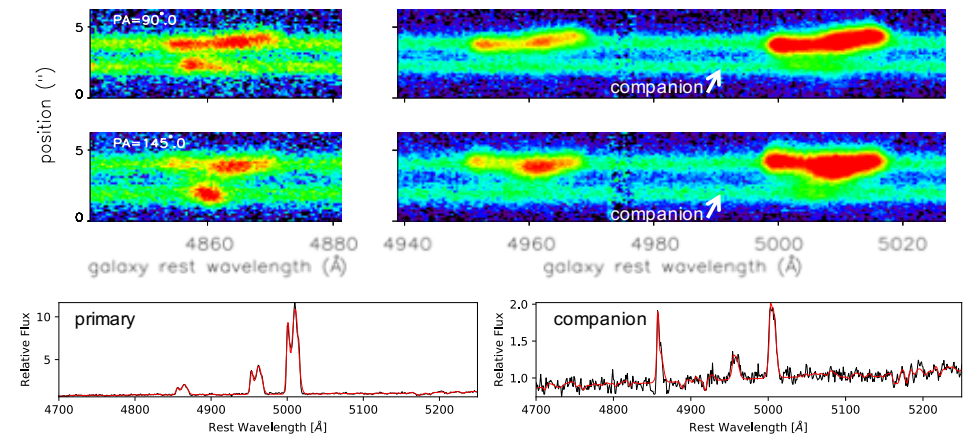 PA=90°.0
5
0
companion
position (")
PA=145°.0
5
0
companion
4860 4880 4940 4960 4980 5000 5020
galaxy rest wavelength (Å) galaxy rest wavelength (Å)
primary
Relative Flux
10
5
4700 4800 4900 5000 5100 5200
Rest Wavelength [Å]
companion
Relative Flux
2.0
1.5
1.0
4700 4800 4900 5000 5100 5200
Rest Wavelength [Å]